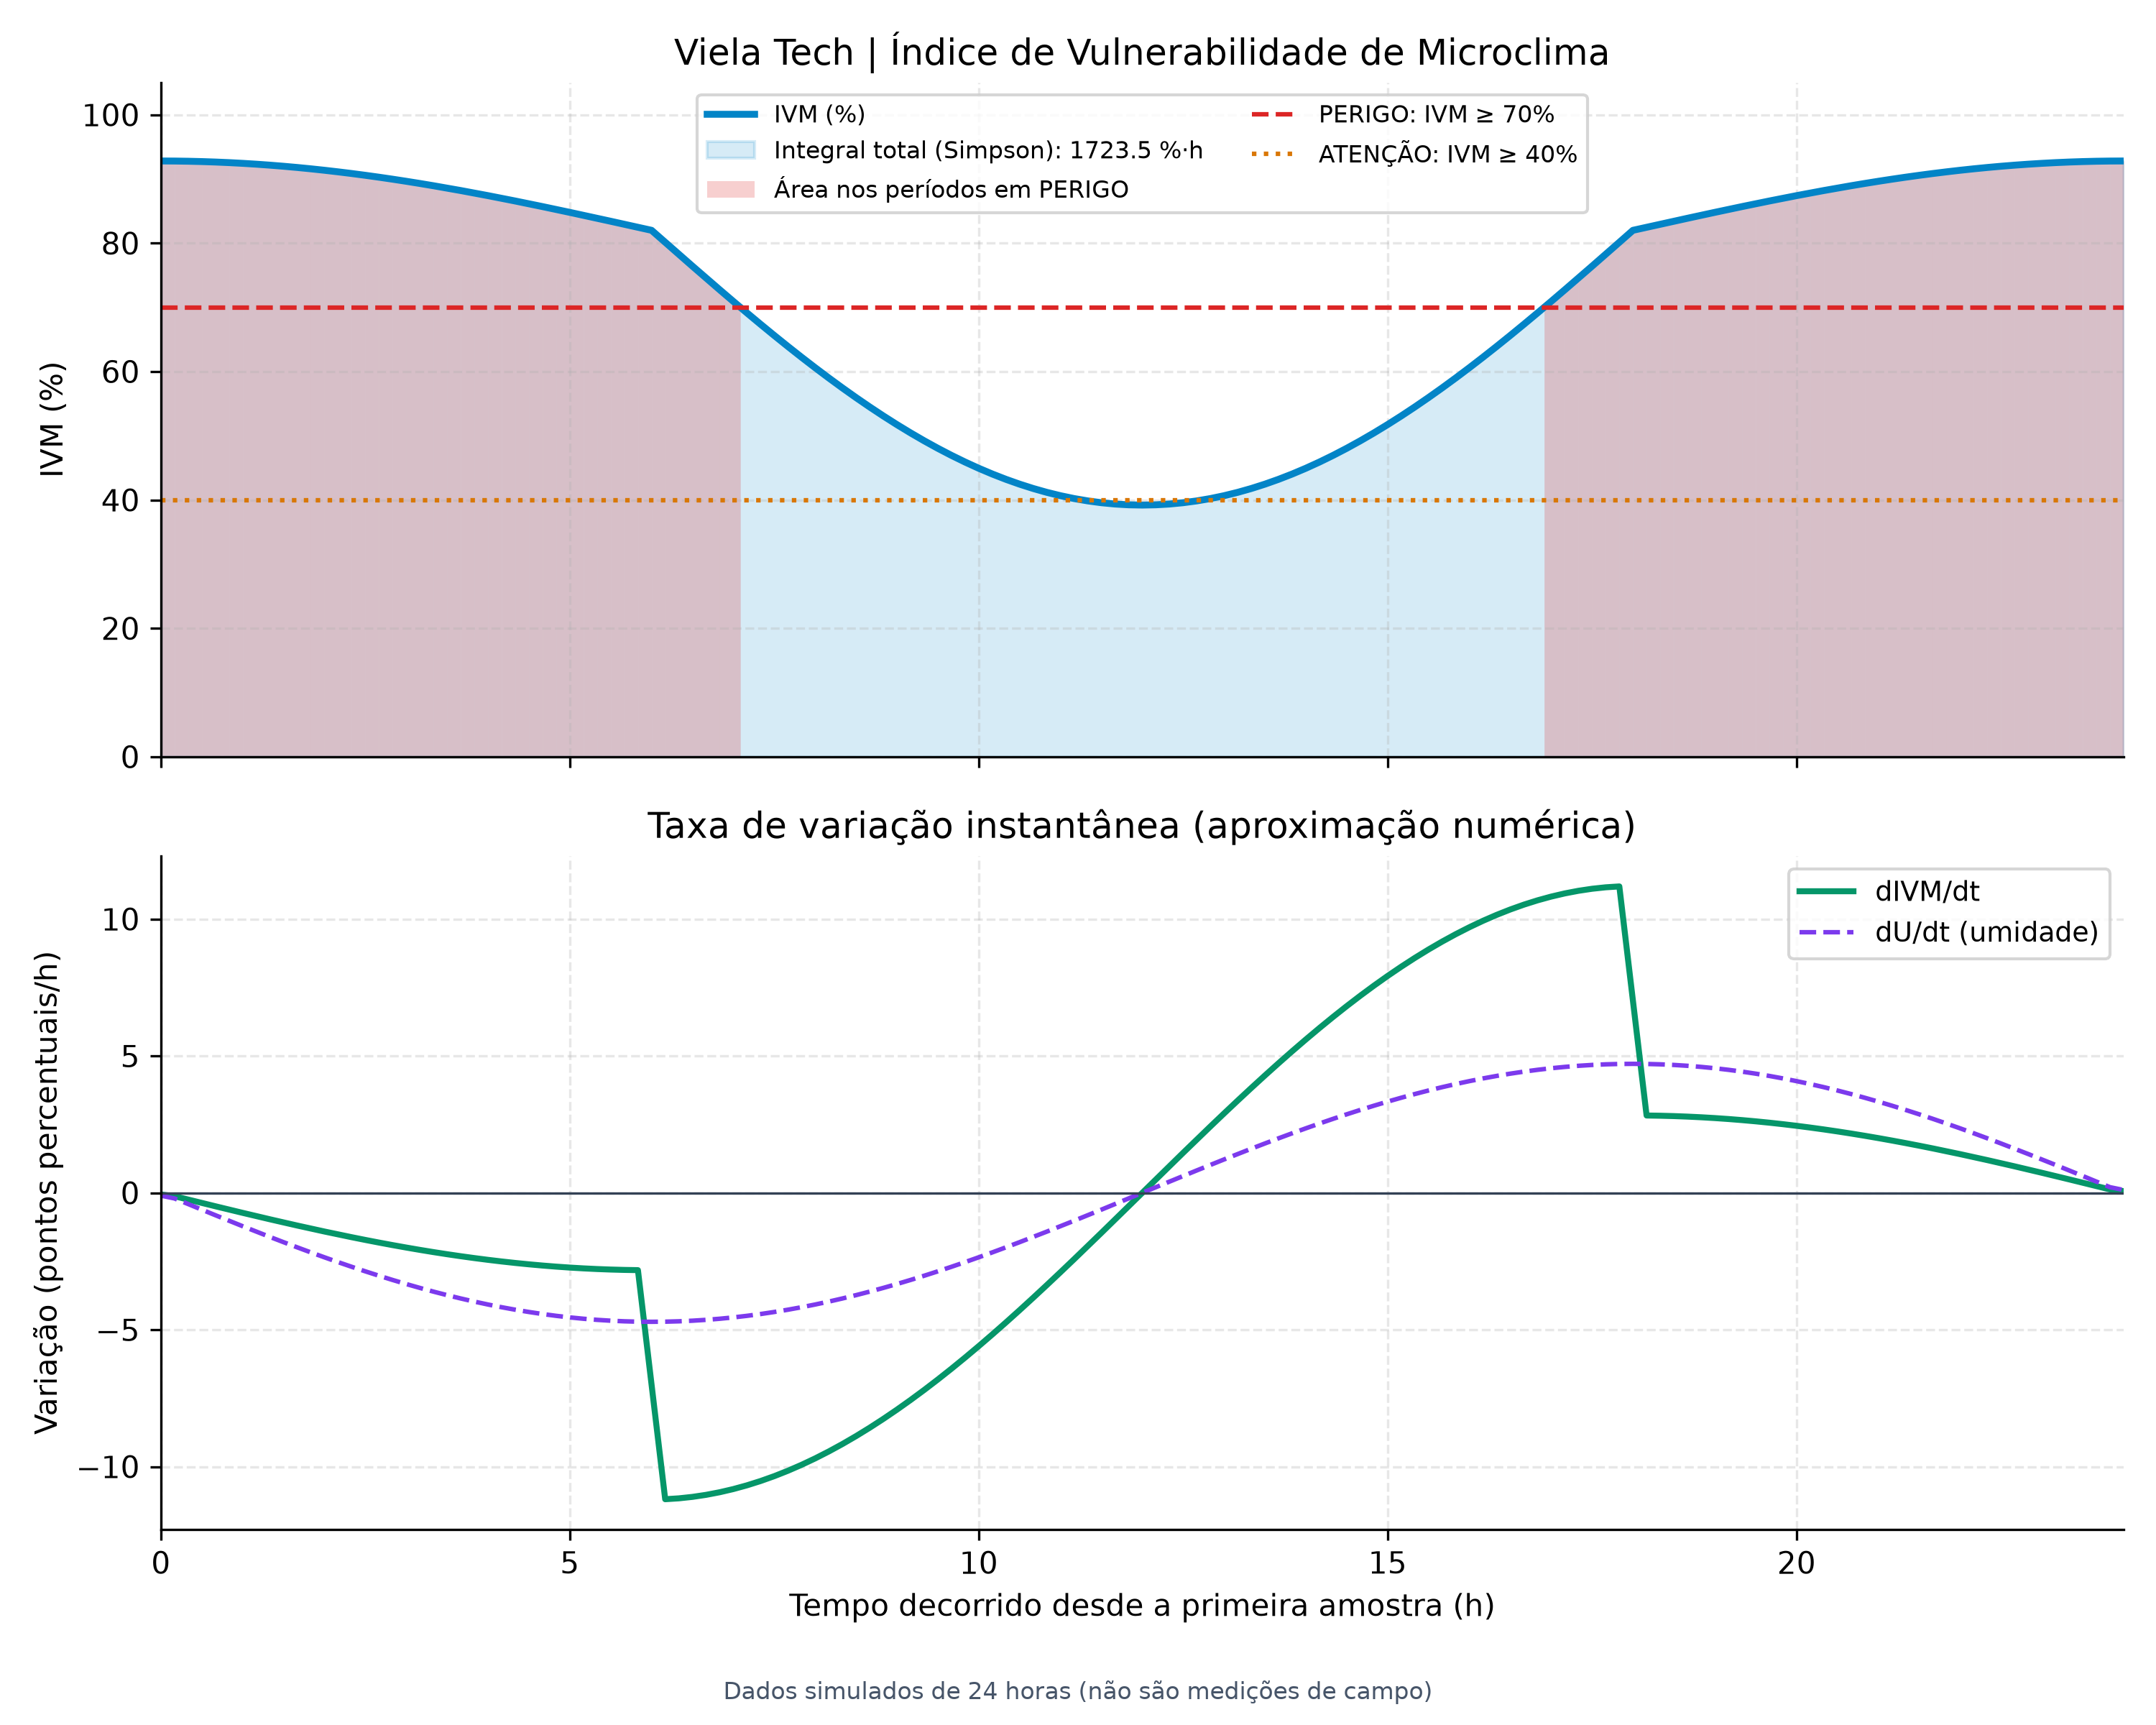 Viela Tech | Índice de Vulnerabilidade de Microclima
IVM (%)
Integral total (Simpson): 1723.5 %·h
Área nos períodos em PERIGO
PERIGO: IVM ≥ 70%
ATENÇÃO: IVM ≥ 40%
100
80
60
40
20
0
IVM (%)
Taxa de variação instantânea (aproximação numérica)
dIVM/dt
dU/dt (umidade)
10
5
0
−5
−10
Variação (pontos percentuais/h)
0 5 10 15 20
Tempo decorrido desde a primeira amostra (h)
Dados simulados de 24 horas (não são medições de campo)